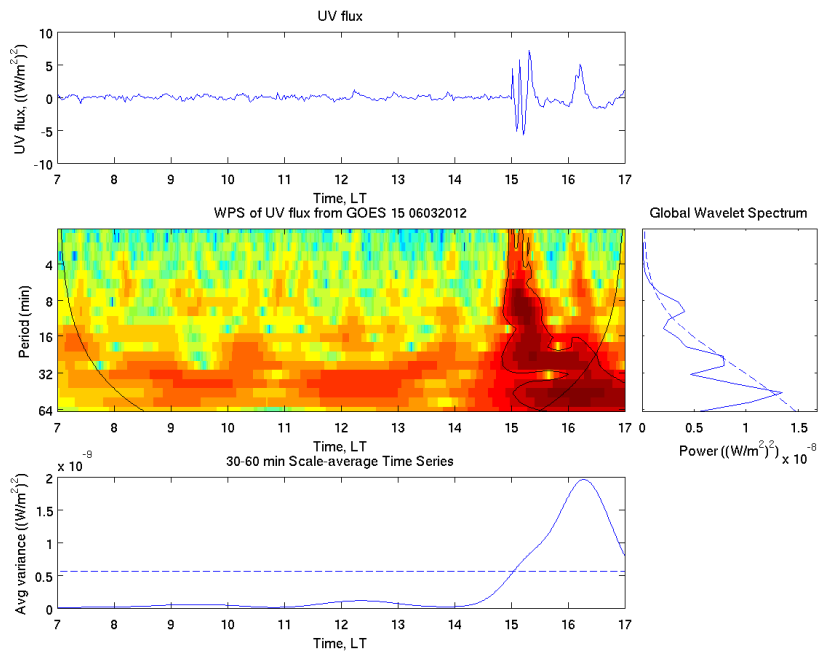 UV flux
10
5
0
-5
-10
UV flux, ((W/m²)²)
7 8 9 10 11 12 13 14 15 16 17
Time, LT
WPS of UV flux from GOES 15 06032012
4
8
16
32
64
Period (min)
7 8 9 10 11 12 13 14 15 16 17
Time, LT
Global Wavelet Spectrum
0 0.5 1 1.5
Power ((W/m²)²)
x 10⁻⁸
x 10⁻⁹
30-60 min Scale-average Time Series
2
1.5
1
0.5
0
Avg variance ((W/m²)²)
7 8 9 10 11 12 13 14 15 16 17
Time, LT